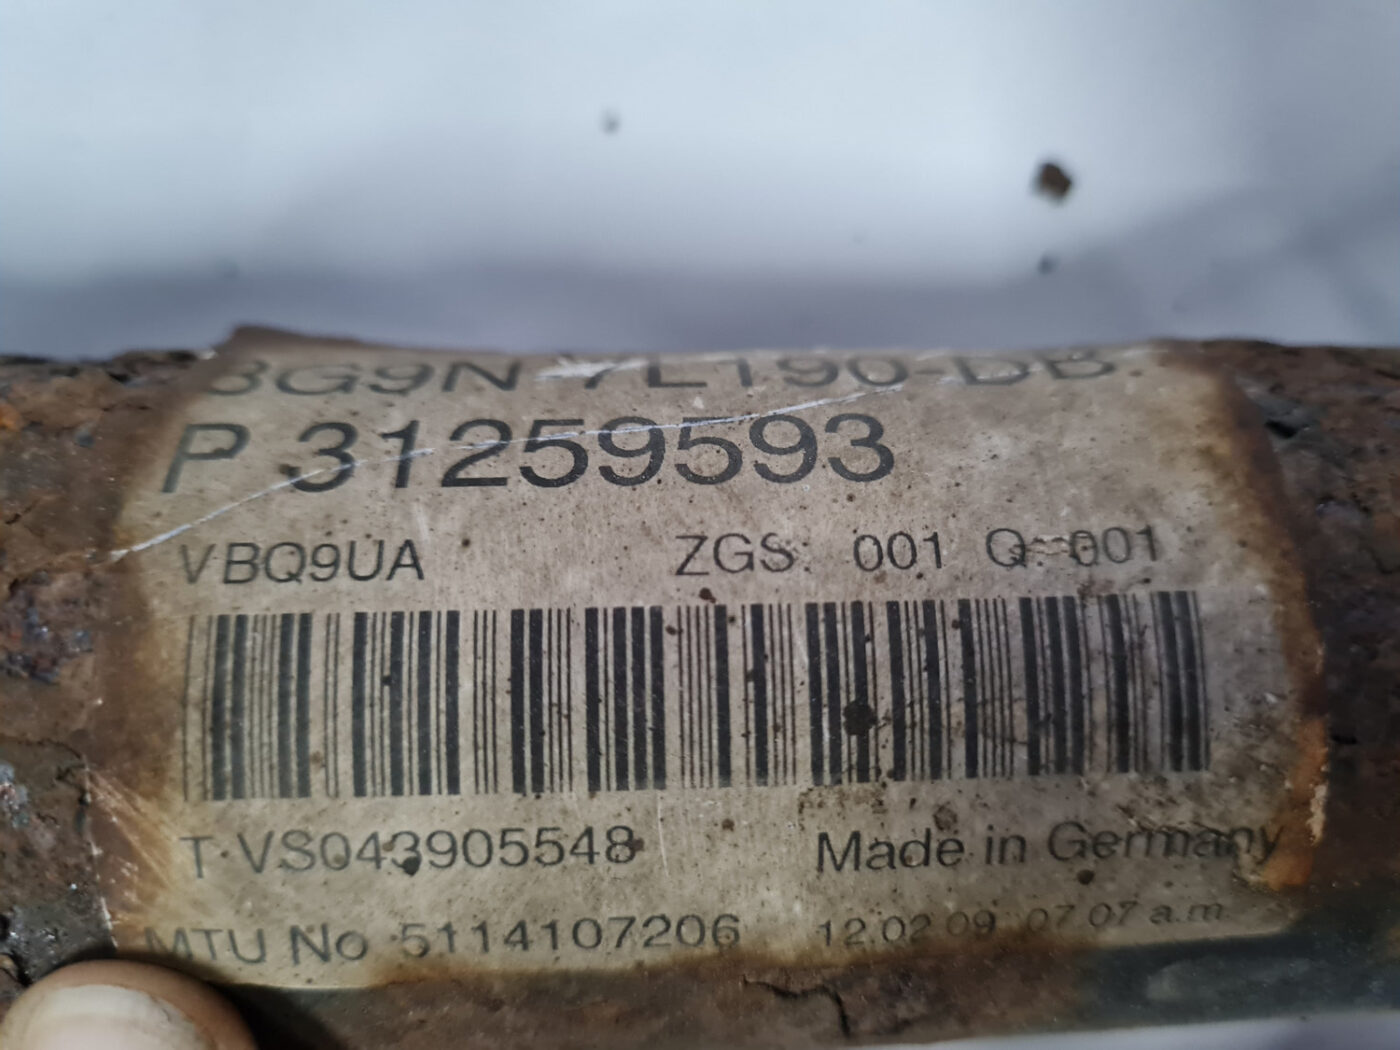 8G9N-7L190-DB
P 31259593
VBQ9UA ZGS: 001 Q: 001
T VS043905548 Made in Germany
MTU No 5114107206 12.02.09 07:07 a.m.